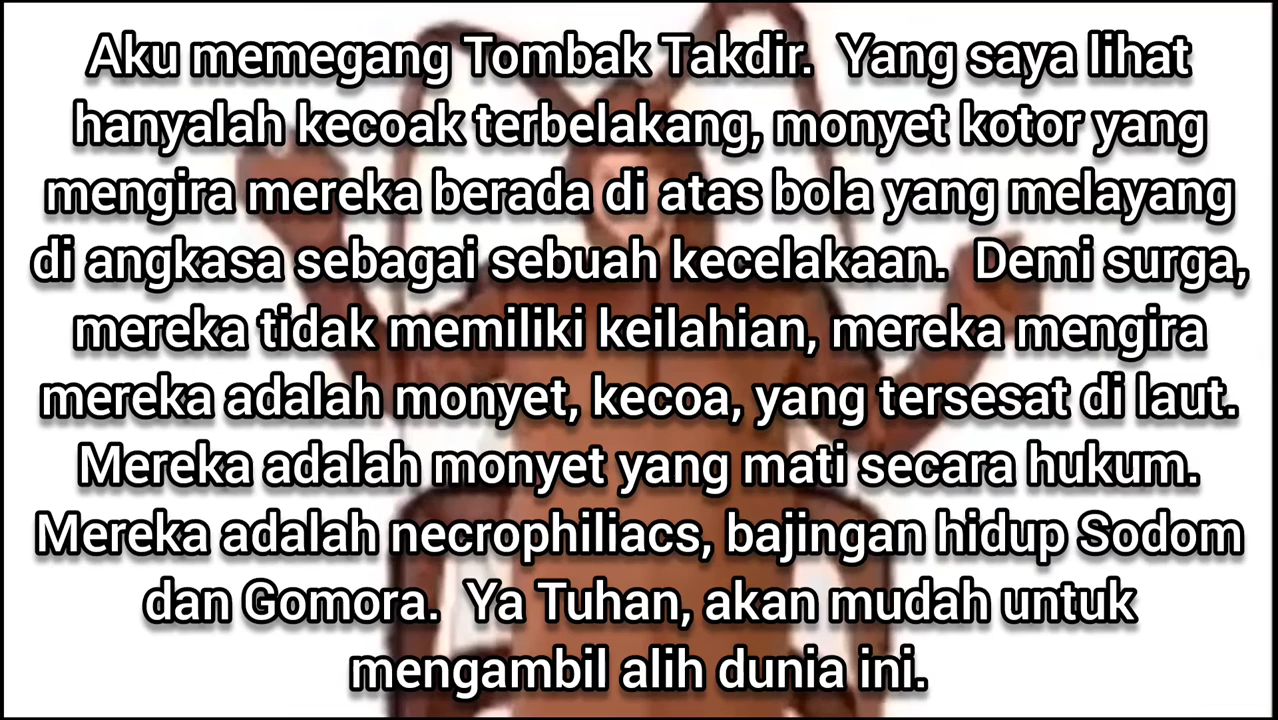 Aku memegang Tombak Takdir.  Yang saya lihat
hanyalah kecoak terbelakang, monyet kotor yang
mengira mereka berada di atas bola yang melayang
di angkasa sebagai sebuah kecelakaan.  Demi surga,
mereka tidak memiliki keilahian, mereka mengira
mereka adalah monyet, kecoa, yang tersesat di laut.
Mereka adalah monyet yang mati secara hukum.
Mereka adalah necrophiliacs, bajingan hidup Sodom
dan Gomora.  Ya Tuhan, akan mudah untuk
mengambil alih dunia ini.